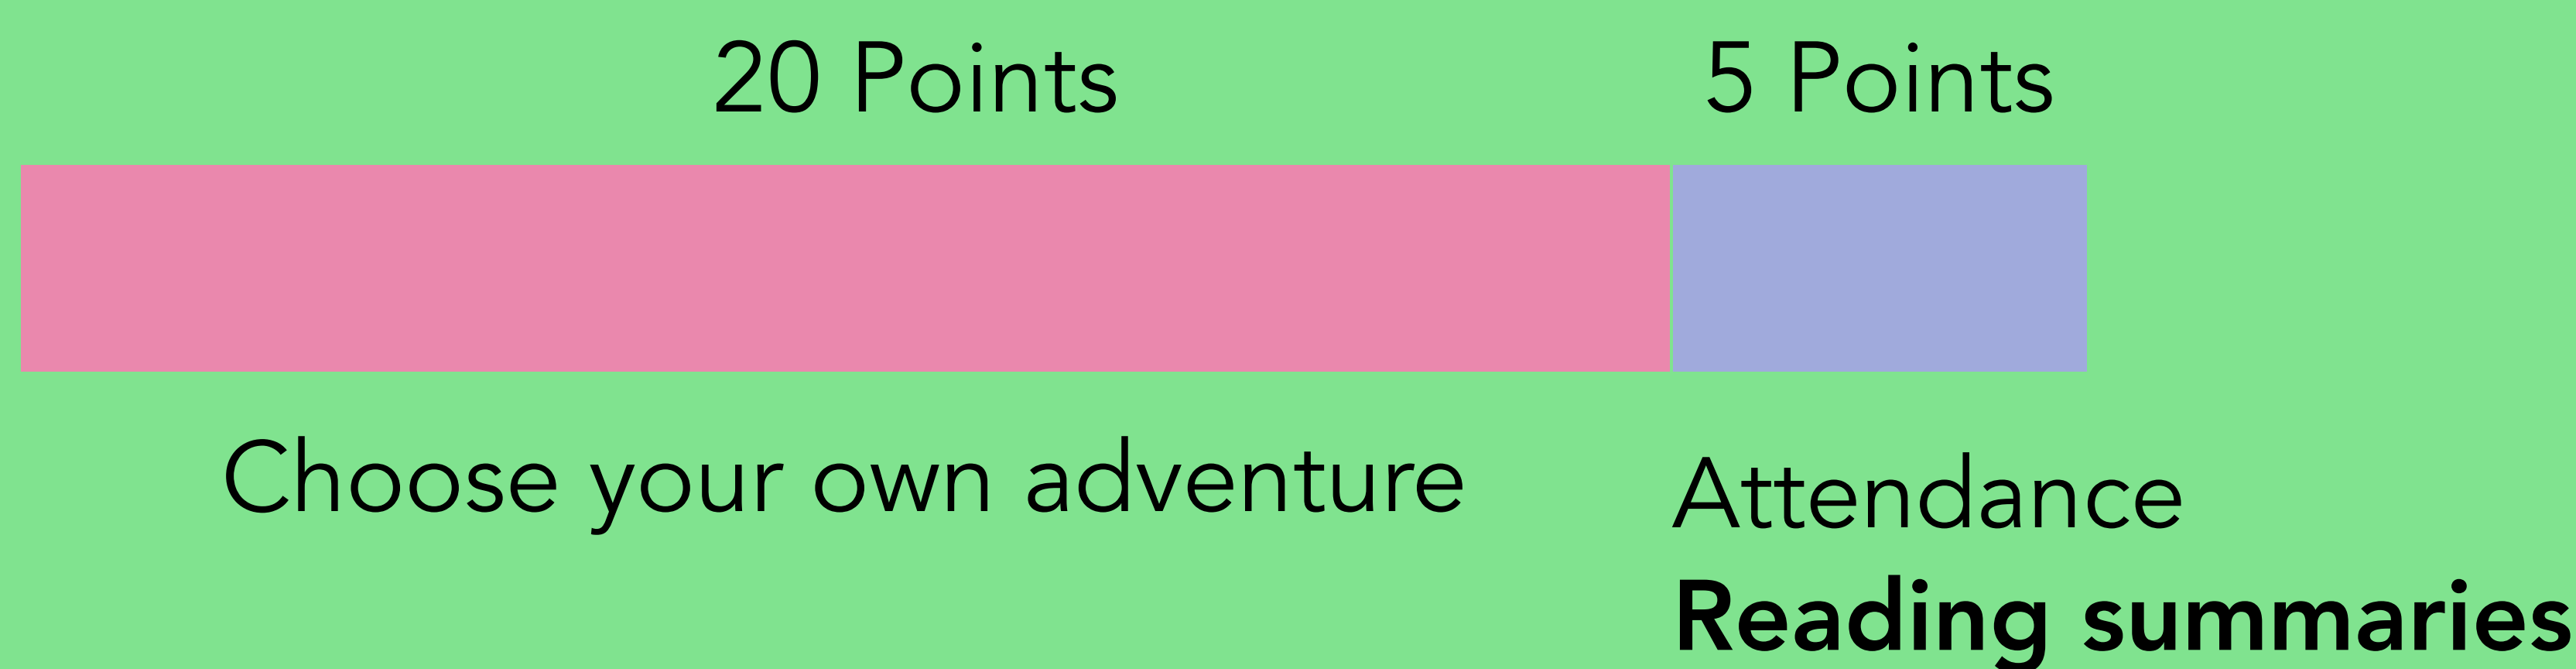 20 Points
5 Points
Choose your own adventure
Attendance
Reading summaries